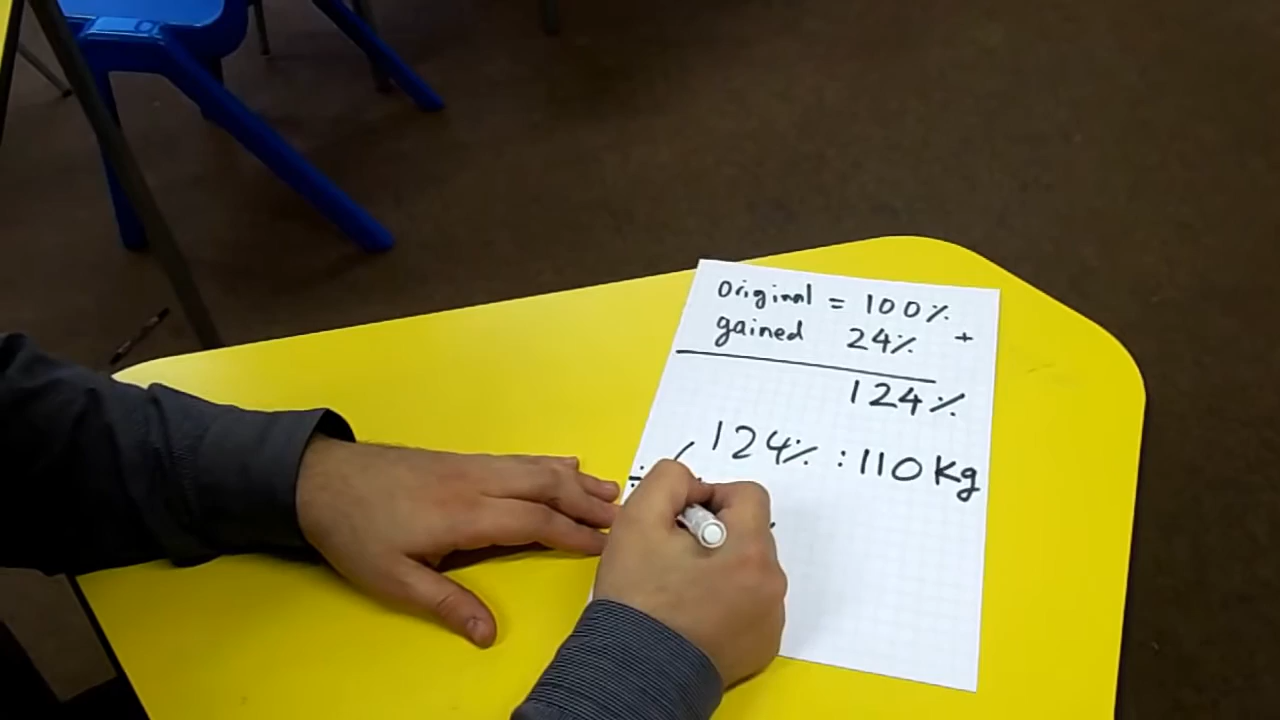 Original = 100% +
gained 24%
124%
124% : 110 Kg
÷